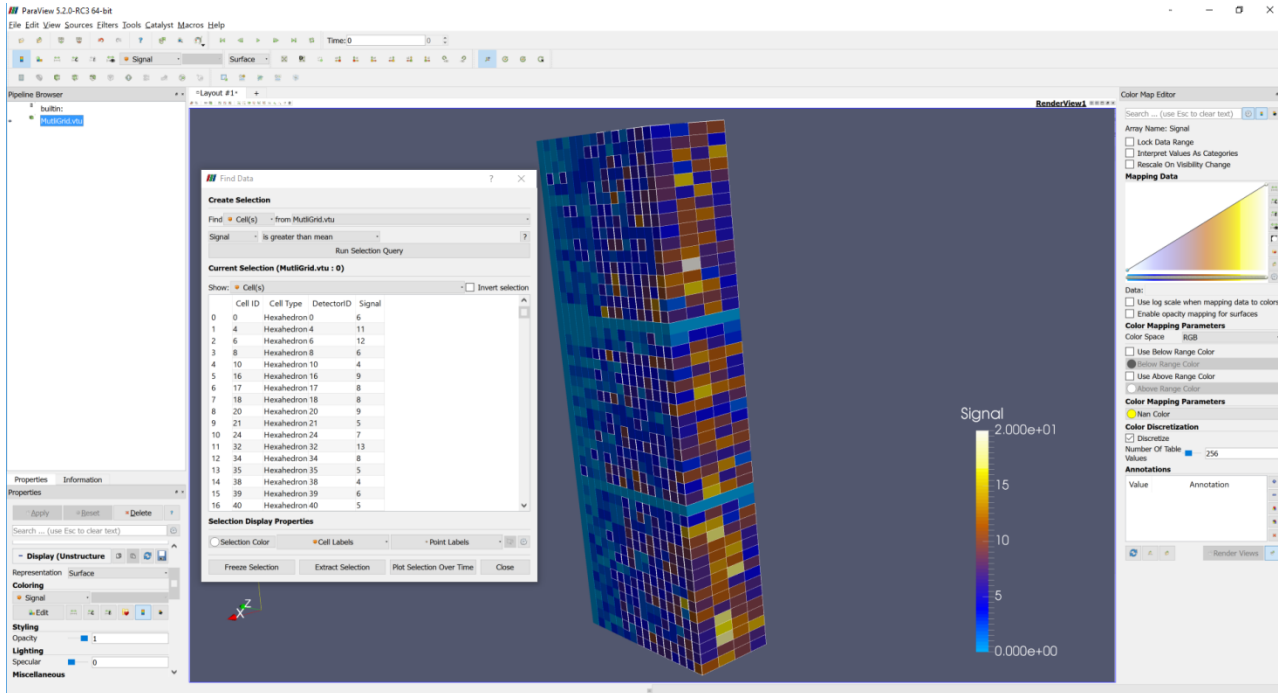 ParaView 5.2.0-RC3 64-bit
File Edit View Sources Filters Tools Catalyst Macros Help
Time: 0 0
Signal Surface
Pipeline Browser
builtin:
MutliGrid.vtu
Layout #1
+
RenderView1
Find Data
? ×
Create Selection
Find Cell(s) from MutliGrid.vtu
Signal is greater than mean ?
Run Selection Query
Current Selection (MutliGrid.vtu : 0)
Show: Cell(s) Invert selection
Cell ID Cell Type DetectorID Signal
0 0 Hexahedron 0 6
1 4 Hexahedron 4 11
2 6 Hexahedron 6 12
3 8 Hexahedron 8 6
4 10 Hexahedron 10 4
5 16 Hexahedron 16 9
6 17 Hexahedron 17 8
7 18 Hexahedron 18 8
8 20 Hexahedron 20 9
9 21 Hexahedron 21 5
10 24 Hexahedron 24 7
11 32 Hexahedron 32 13
12 34 Hexahedron 34 8
13 35 Hexahedron 35 5
14 38 Hexahedron 38 4
15 39 Hexahedron 39 6
16 40 Hexahedron 40 5
Selection Display Properties
Selection Color Cell Labels Point Labels
Freeze Selection Extract Selection Plot Selection Over Time Close
X Z
Signal
2.000e+01
15
10
5
0.000e+00
Properties Information
Properties
Apply Reset Delete ?
Search ... (use Esc to clear text)
Display (Unstructure
Representation Surface
Coloring
Signal
Edit
Styling
Opacity 1
Lighting
Specular 0
Miscellaneous
Color Map Editor
Search ... (use Esc to clear text)
Array Name: Signal
Lock Data Range
Interpret Values As Categories
Rescale On Visibility Change
Mapping Data
Data:
Use log scale when mapping data to colors
Enable opacity mapping for surfaces
Color Mapping Parameters
Color Space RGB
Use Below Range Color
Below Range Color
Use Above Range Color
Above Range Color
Color Mapping Parameters
Nan Color
Color Discretization
Discretize
Number Of Table
Values
256
Annotations
Value Annotation
Render Views